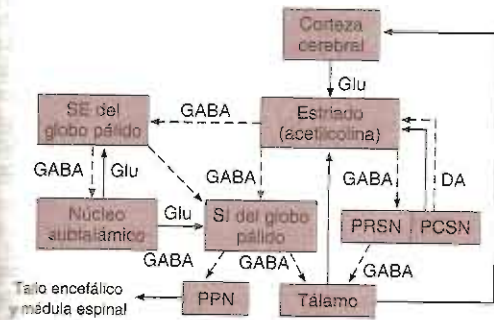 Corteza
cerebral
Glu
SE del
globo pálido
GABA
Estriado
(acetilcolina)
GABA
Glu
GABA
GABA
DA
Núcleo
subtalámico
Glu
SI del globo
pálido
PRSN
PCSN
GABA
GABA
GABA
Tallo encefálico
y médula espinal
PPN
Tálamo